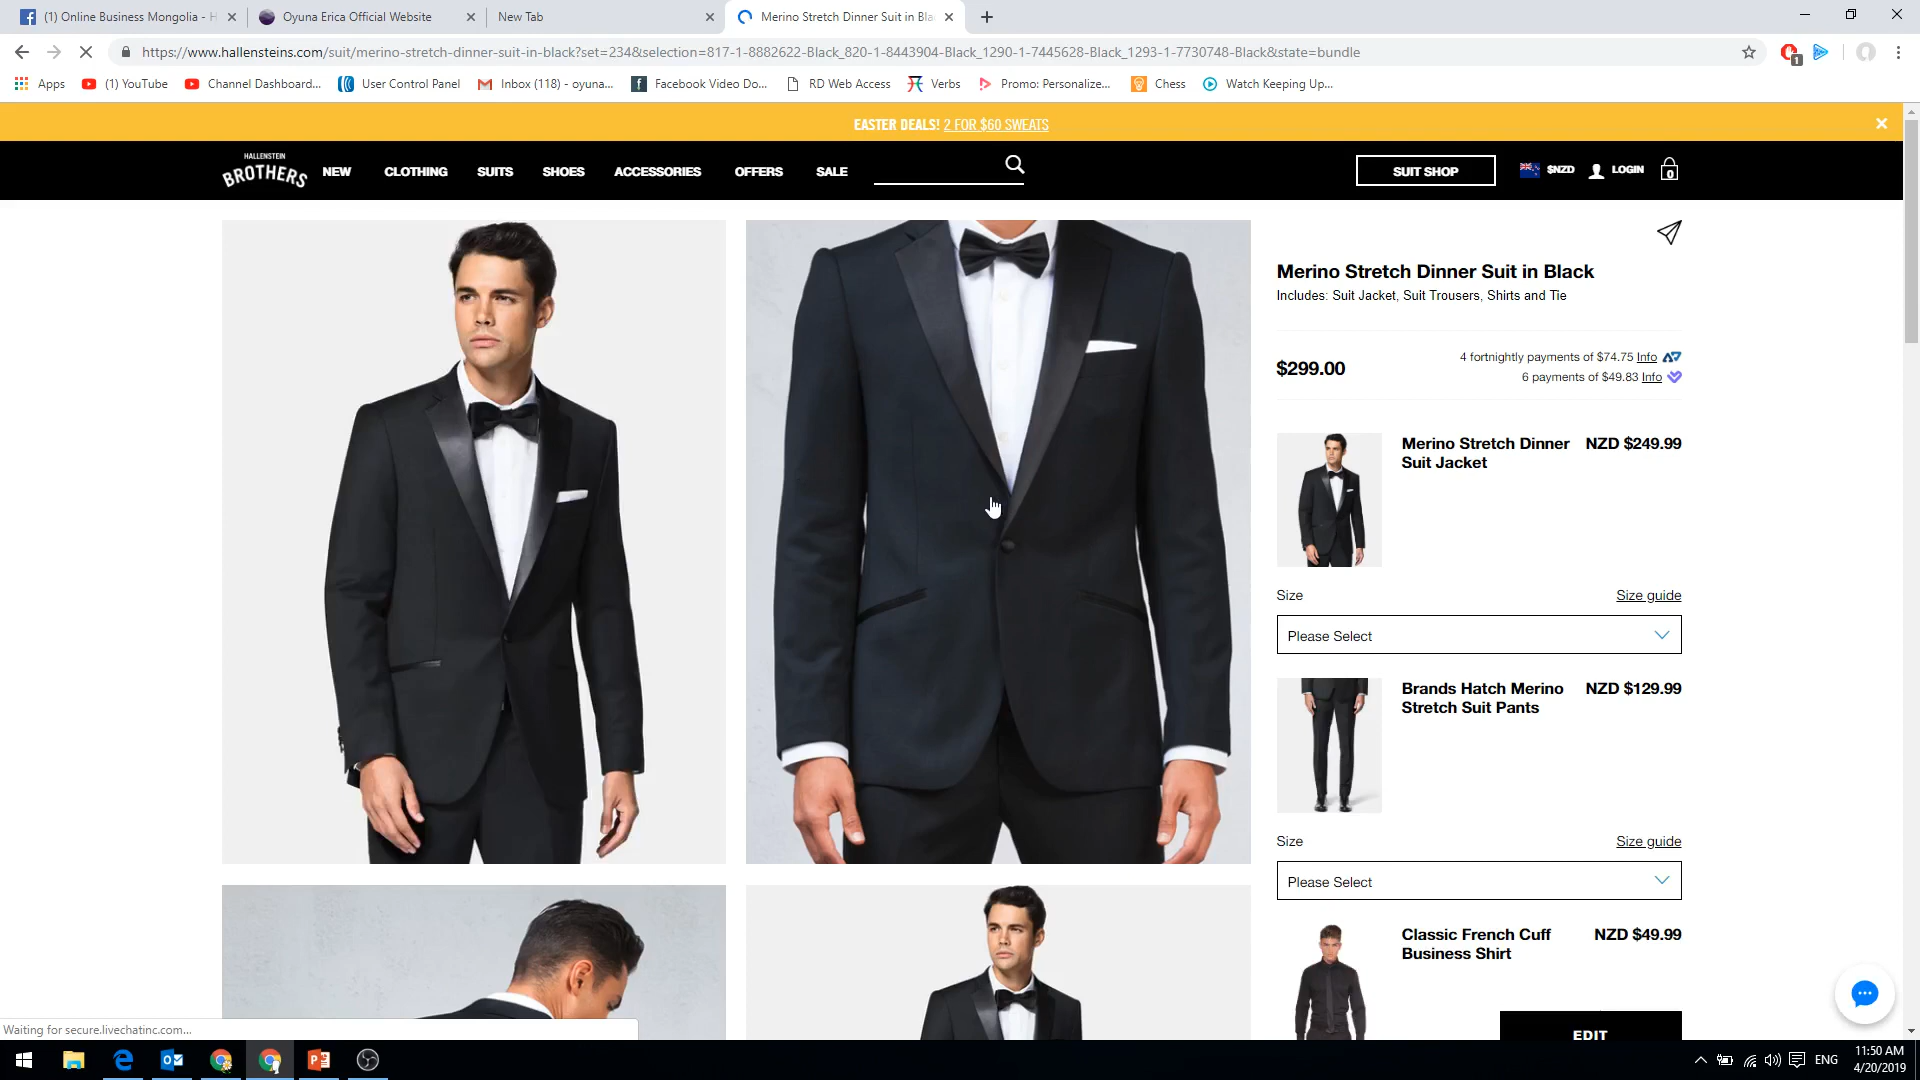 (1) Online Business Mongolia - H
Oyuna Erica Official Website
New Tab
Merino Stretch Dinner Suit in Bla
https://www.hallensteins.com/suit/merino-stretch-dinner-suit-in-black?set=234&selection=817-1-8882622-Black_820-1-8443904-Black_1290-1-7445628-Black_1293-1-7730748-Black&state=bundle
1
Apps
(1) YouTube
Channel Dashboard...
User Control Panel
Inbox (118) - oyuna...
Facebook Video Do...
RD Web Access
Verbs
Promo: Personalize...
Chess
Watch Keeping Up...
EASTER DEALS! 2 FOR $60 SWEATS
HALLENSTEIN
BROTHERS
NEW
CLOTHING
SUITS
SHOES
ACCESSORIES
OFFERS
SALE
SUIT SHOP
$NZD
LOGIN
0
Merino Stretch Dinner Suit in Black
Includes: Suit Jacket, Suit Trousers, Shirts and Tie
$299.00
4 fortnightly payments of $74.75 Info
6 payments of $49.83 Info
Merino Stretch Dinner
Suit Jacket
NZD $249.99
Size
Size guide
Please Select
Brands Hatch Merino
Stretch Suit Pants
NZD $129.99
Size
Size guide
Please Select
Classic French Cuff
Business Shirt
NZD $49.99
EDIT
Waiting for secure.livechatinc.com...
ENG
11:50 AM
4/20/2019